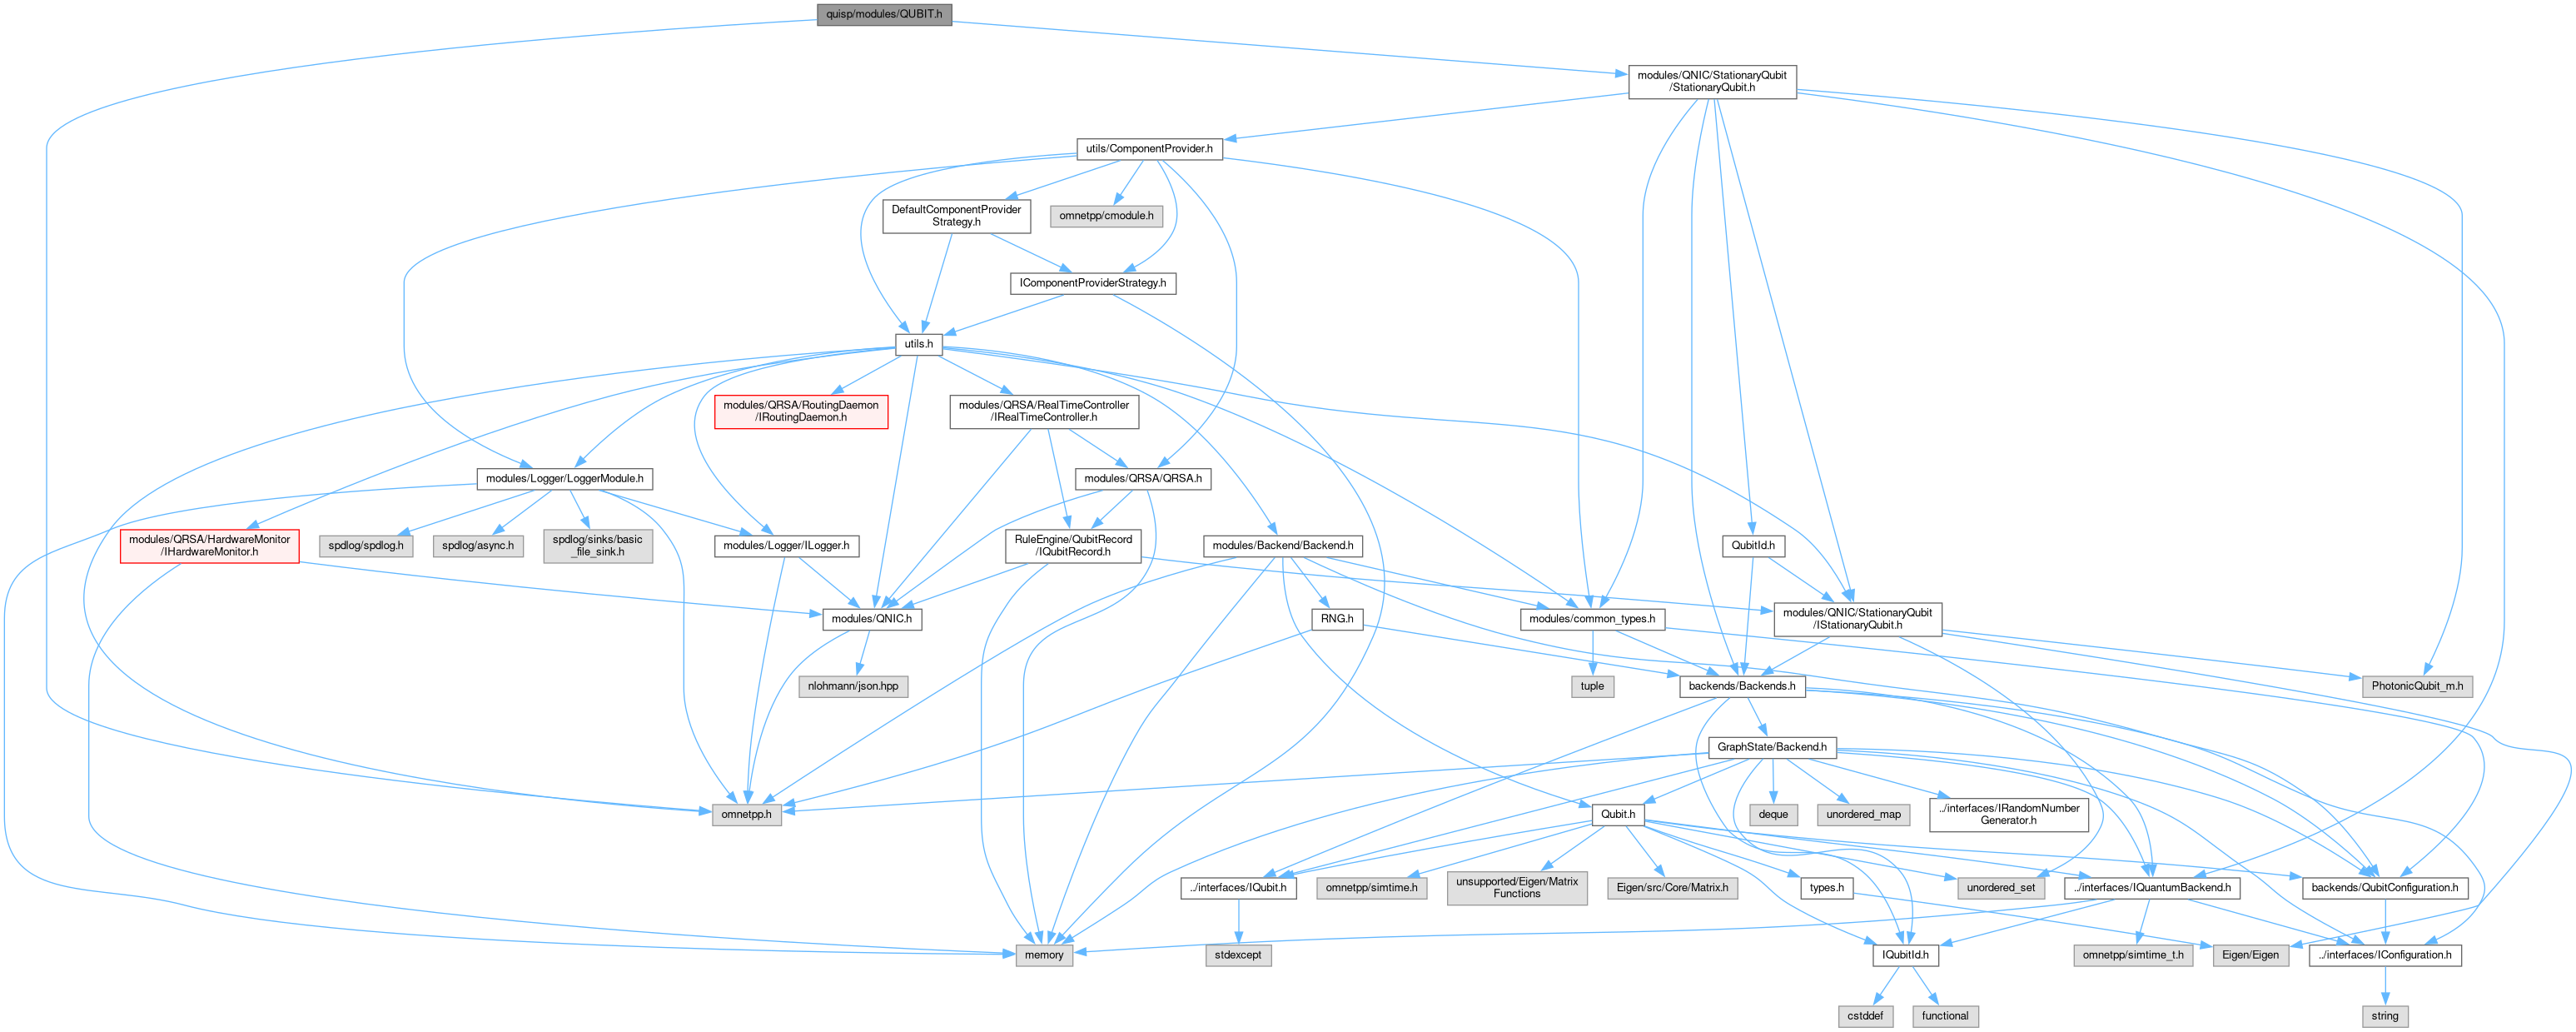 quisp/modules/QUBIT.h
modules/QNIC/StationaryQubit
/StationaryQubit.h
utils/ComponentProvider.h
DefaultComponentProvider
Strategy.h
omnetpp/cmodule.h
IComponentProviderStrategy.h
utils.h
modules/QRSA/RoutingDaemon
/IRoutingDaemon.h
modules/QRSA/RealTimeController
/IRealTimeController.h
modules/Logger/LoggerModule.h
modules/QRSA/QRSA.h
modules/QRSA/HardwareMonitor
/IHardwareMonitor.h
spdlog/spdlog.h
spdlog/async.h
spdlog/sinks/basic
_file_sink.h
modules/Logger/ILogger.h
RuleEngine/QubitRecord
/IQubitRecord.h
modules/Backend/Backend.h
QubitId.h
modules/QNIC.h
RNG.h
modules/common_types.h
modules/QNIC/StationaryQubit
/IStationaryQubit.h
nlohmann/json.hpp
tuple
backends/Backends.h
PhotonicQubit_m.h
GraphState/Backend.h
omnetpp.h
Qubit.h
deque
unordered_map
../interfaces/IRandomNumber
Generator.h
../interfaces/IQubit.h
omnetpp/simtime.h
unsupported/Eigen/Matrix
Functions
Eigen/src/Core/Matrix.h
types.h
unordered_set
../interfaces/IQuantumBackend.h
backends/QubitConfiguration.h
memory
stdexcept
IQubitId.h
omnetpp/simtime_t.h
Eigen/Eigen
../interfaces/IConfiguration.h
cstddef
functional
string